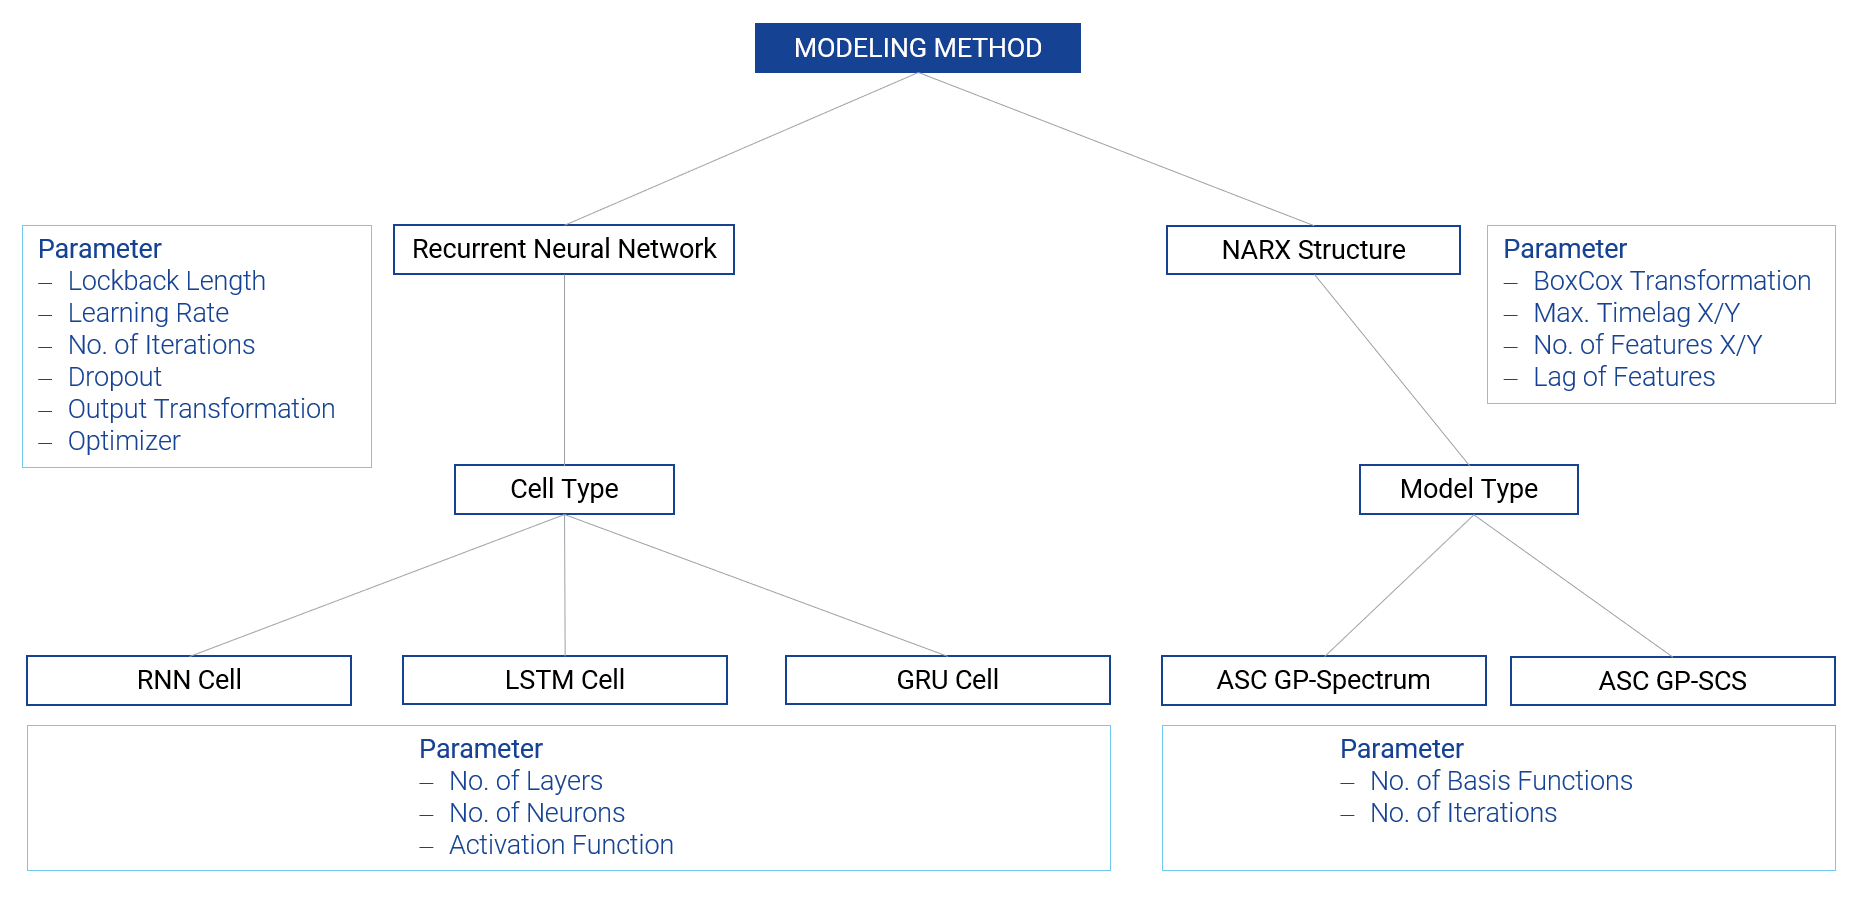 MODELING METHOD
Parameter
– Lockback Length
– Learning Rate
– No. of Iterations
– Dropout
– Output Transformation
– Optimizer
Recurrent Neural Network
NARX Structure
Parameter
– BoxCox Transformation
– Max. Timelag X/Y
– No. of Features X/Y
– Lag of Features
Cell Type
Model Type
RNN Cell
LSTM Cell
GRU Cell
ASC GP-Spectrum
ASC GP-SCS
Parameter
– No. of Layers
– No. of Neurons
– Activation Function
Parameter
– No. of Basis Functions
– No. of Iterations